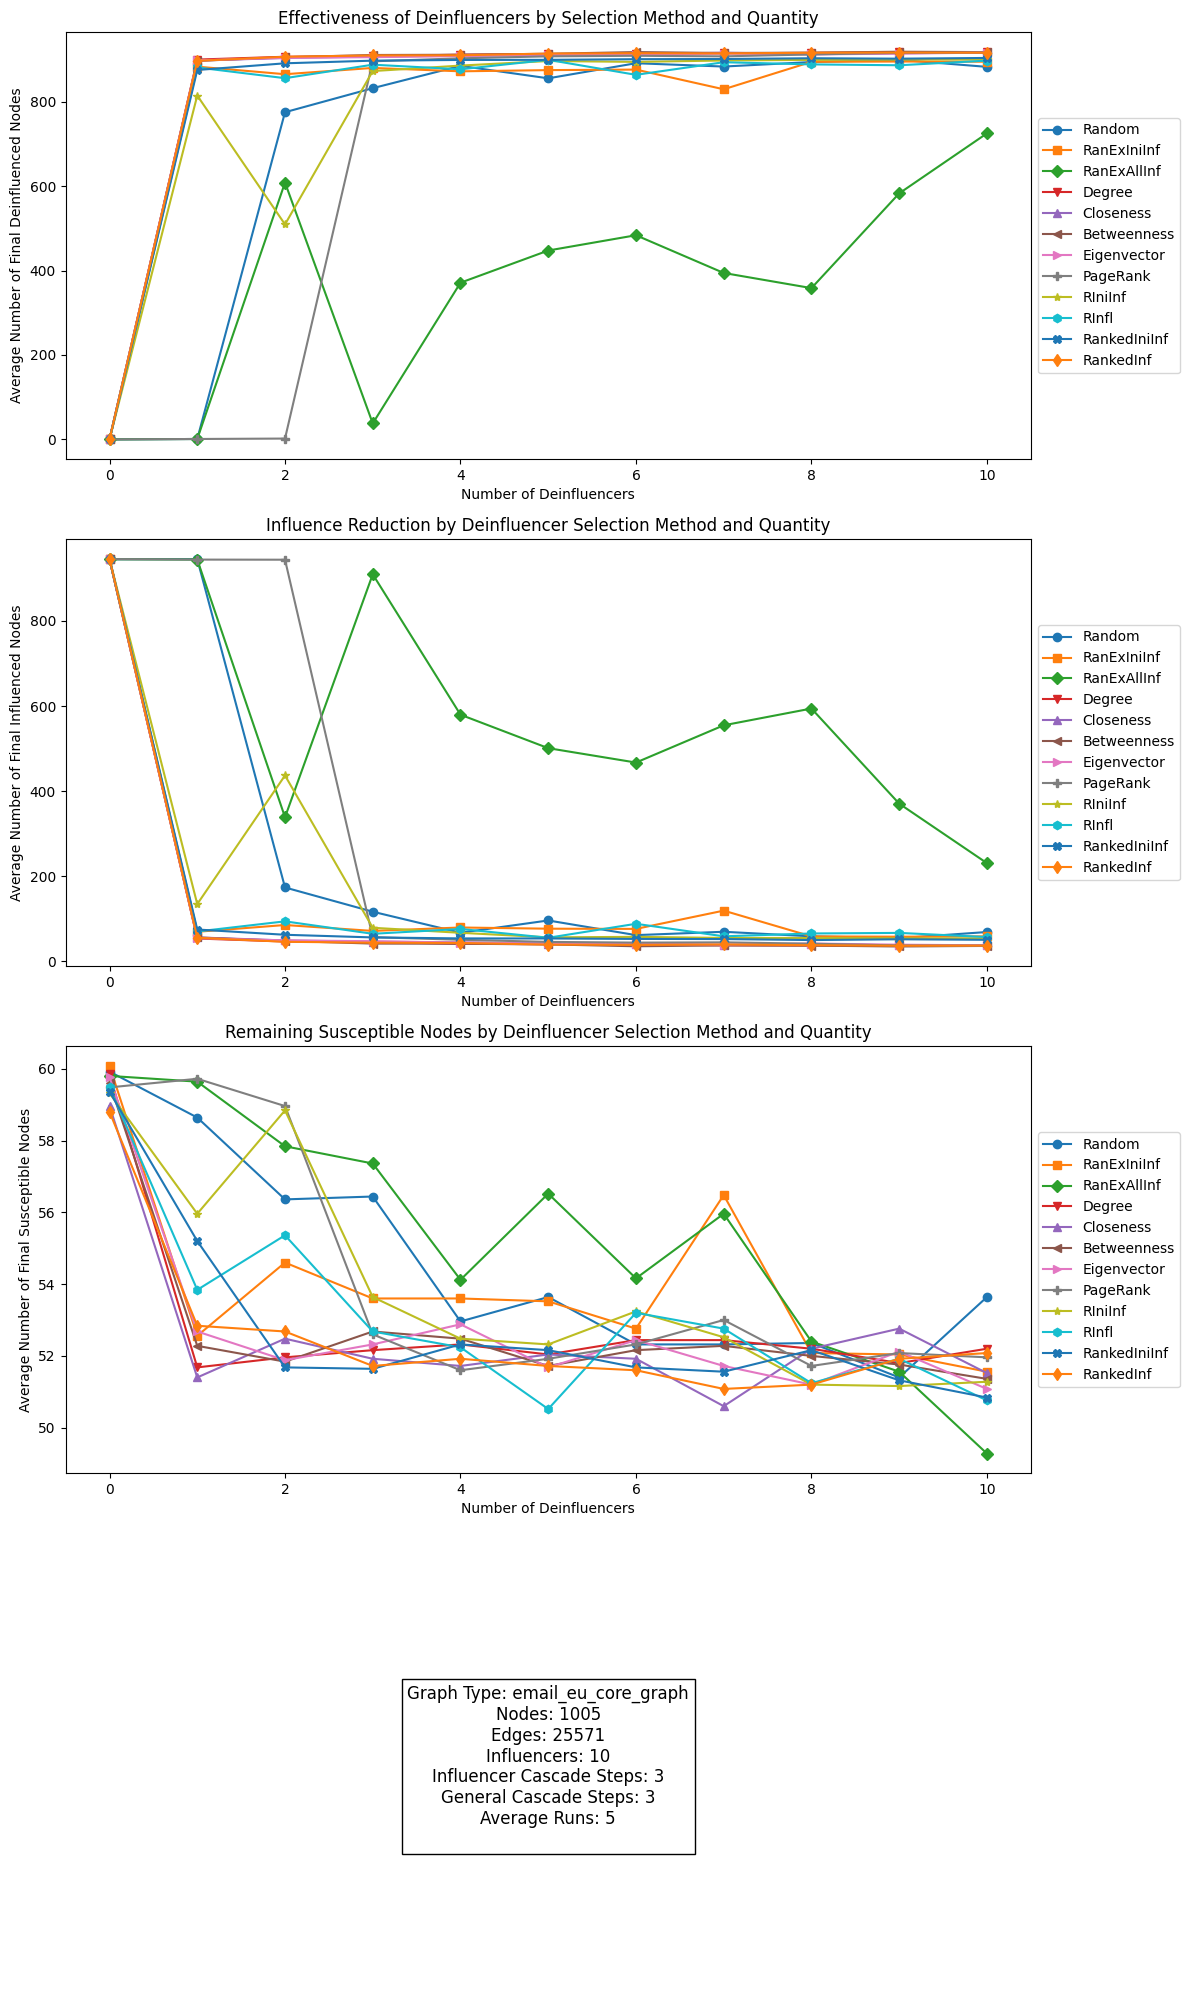 Effectiveness of Deinfluencers by Selection Method and Quantity
Average Number of Final Deinfluenced Nodes
800
600
400
200
0
0 2 4 6 8 10
Number of Deinfluencers
Random
RanExIniInf
RanExAllInf
Degree
Closeness
Betweenness
Eigenvector
PageRank
RIniInf
RInfl
RankedIniInf
RankedInf
Influence Reduction by Deinfluencer Selection Method and Quantity
Average Number of Final Influenced Nodes
800
600
400
200
0
0 2 4 6 8 10
Number of Deinfluencers
Random
RanExIniInf
RanExAllInf
Degree
Closeness
Betweenness
Eigenvector
PageRank
RIniInf
RInfl
RankedIniInf
RankedInf
Remaining Susceptible Nodes by Deinfluencer Selection Method and Quantity
Average Number of Final Susceptible Nodes
60
58
56
54
52
50
0 2 4 6 8 10
Number of Deinfluencers
Random
RanExIniInf
RanExAllInf
Degree
Closeness
Betweenness
Eigenvector
PageRank
RIniInf
RInfl
RankedIniInf
RankedInf
Graph Type: email_eu_core_graph
Nodes: 1005
Edges: 25571
Influencers: 10
Influencer Cascade Steps: 3
General Cascade Steps: 3
Average Runs: 5